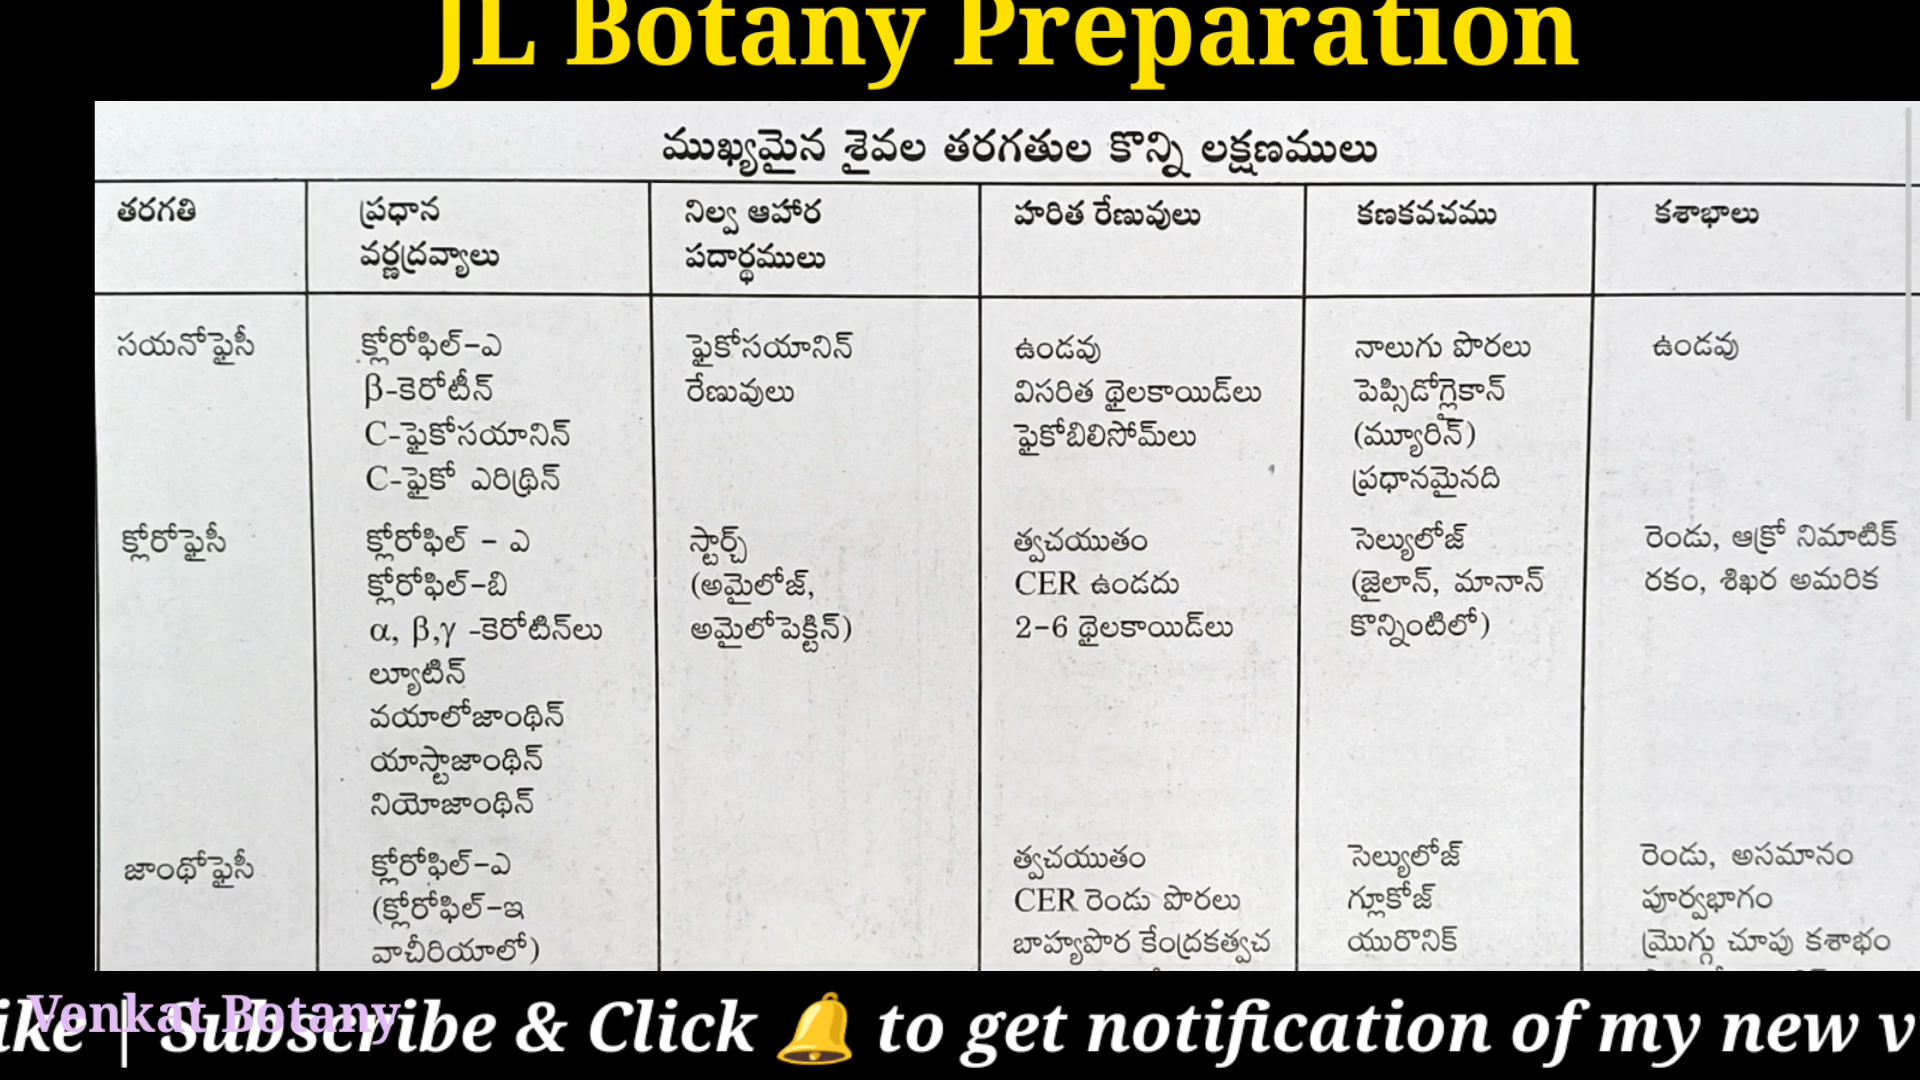 JL Botany Preparation
ముఖ్యమైన శైవల తరగతుల కొన్ని లక్షణములు
తరగతి ప్రధాన వర్ణద్రవ్యాలు నిల్వ ఆహార పదార్థములు హరిత రేణువులు కణకవచము కశాభాలు
సయనోఫైసీ క్లోరోఫిల్-ఎ ఫైకోసయానిన్ ఉండవు నాలుగు పొరలు ఉండవు
β-కెరోటీన్ రేణువులు విసరిత థైలకాయిడ్‌లు పెప్సిడోగ్లైకాన్
C-ఫైకోసయానిన్ ఫైకోబిలిసోమ్‌లు (మ్యూరిన్)
C-ఫైకో ఎరిథ్రిన్ ప్రధానమైనది
క్లోరోఫైసీ క్లోరోఫిల్ - ఎ స్టార్చ్ త్వచయుతం సెల్యులోజ్ రెండు, ఆక్రో నిమాటిక్
క్లోరోఫిల్-బి (అమైలోజ్, CER ఉండదు (జైలాన్, మానాన్ రకం, శిఖర అమరిక
α, β,γ -కెరోటిన్‌లు అమైలోపెక్టిన్) 2-6 థైలకాయిడ్‌లు కొన్నింటిలో)
ల్యూటిన్
వయాలోజాంథిన్
యాస్టాజాంథిన్
నియోజాంథిన్
జాంథోఫైసీ క్లోరోఫిల్-ఎ త్వచయుతం సెల్యులోజ్ రెండు, అసమానం
(క్లోరోఫిల్-ఇ CER రెండు పొరలు గ్లూకోజ్ పూర్వభాగం
వాచీరియాలో) బాహ్యపొర కేంద్రకత్వచ యురొనిక్ మ్రొగ్గు చూపు కశాభం
Venkat Botany
ike | Subscribe & Click 🔔 to get notification of my new v